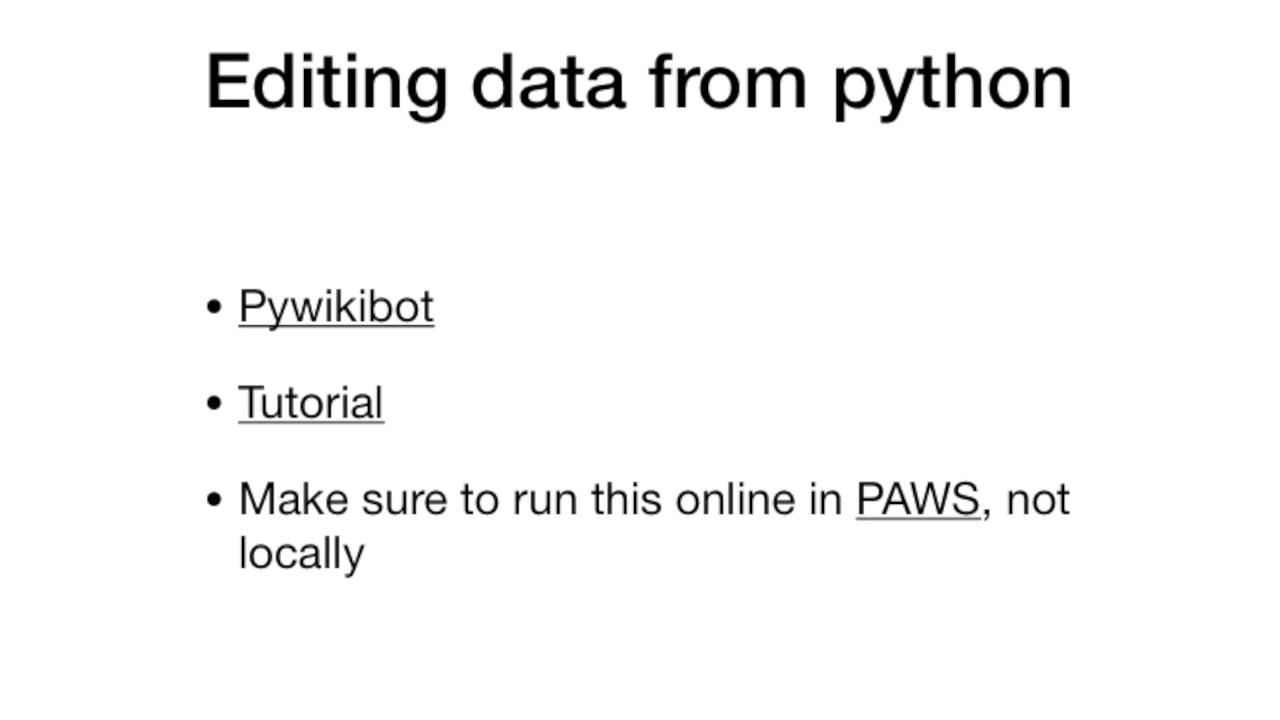 Editing data from python
• Pywikibot
• Tutorial
• Make sure to run this online in PAWS, not
locally